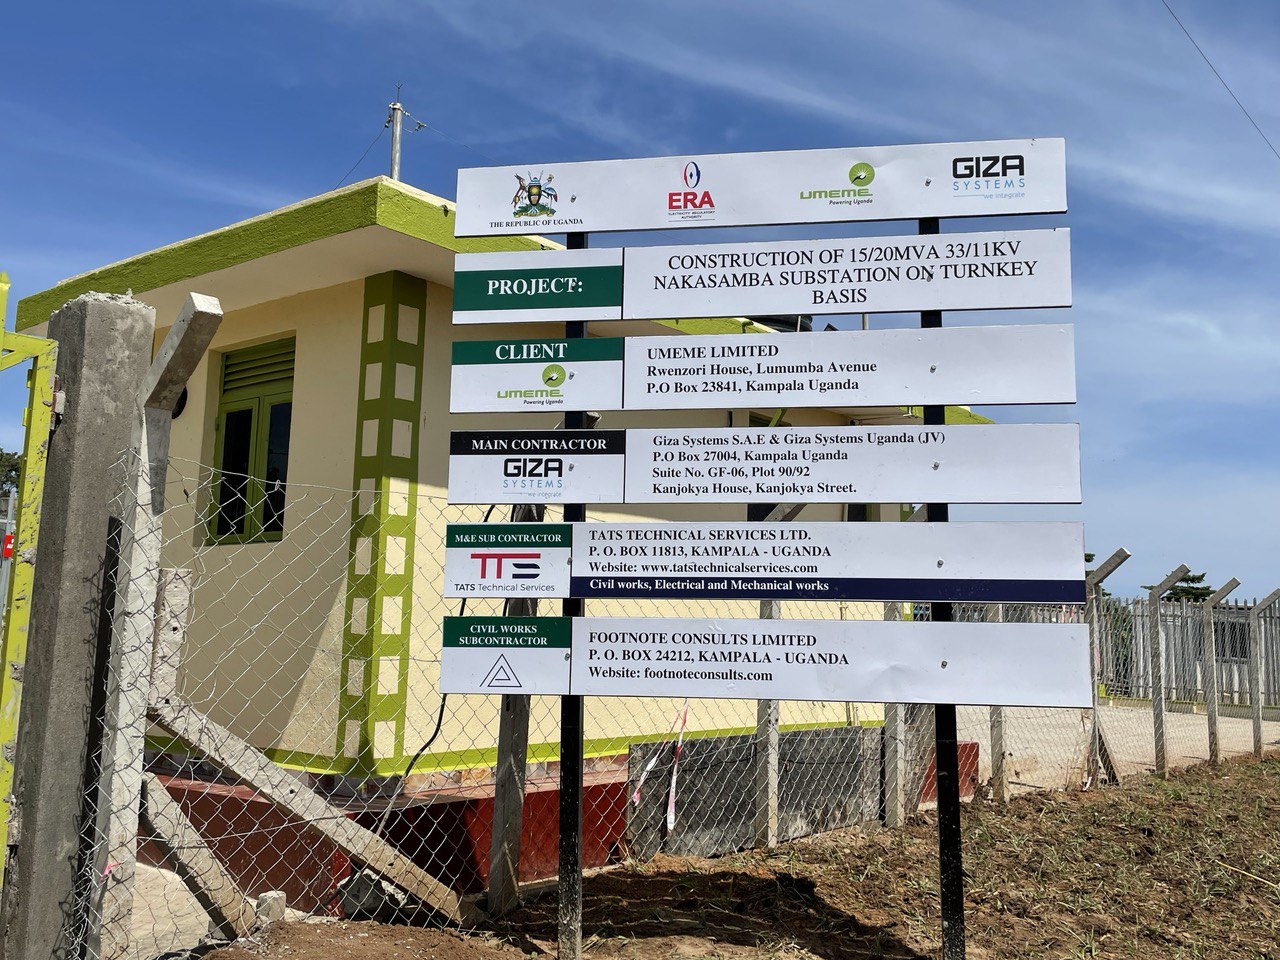 THE REPUBLIC OF UGANDA
ERA
ELECTRICITY REGULATORY
AUTHORITY
UMEME
Powering Uganda
GIZA
SYSTEMS
we integrate
PROJECT:
CONSTRUCTION OF 15/20MVA 33/11KV
NAKASAMBA SUBSTATION ON TURNKEY
BASIS
CLIENT
UMEME
Powering Uganda
UMEME LIMITED
Rwenzori House, Lumumba Avenue
P.O Box 23841, Kampala Uganda
MAIN CONTRACTOR
GIZA
SYSTEMS
we integrate
Giza Systems S.A.E & Giza Systems Uganda (JV)
P.O Box 27004, Kampala Uganda
Suite No. GF-06, Plot 90/92
Kanjokya House, Kanjokya Street.
M&E SUB CONTRACTOR
TTS
TATS Technical Services
TATS TECHNICAL SERVICES LTD.
P. O. BOX 11813, KAMPALA - UGANDA
Website: www.tatstechnicalservices.com
Civil works, Electrical and Mechanical works
CIVIL WORKS
SUBCONTRACTOR
FOOTNOTE CONSULTS LIMITED
P. O. BOX 24212, KAMPALA - UGANDA
Website: footnoteconsults.com